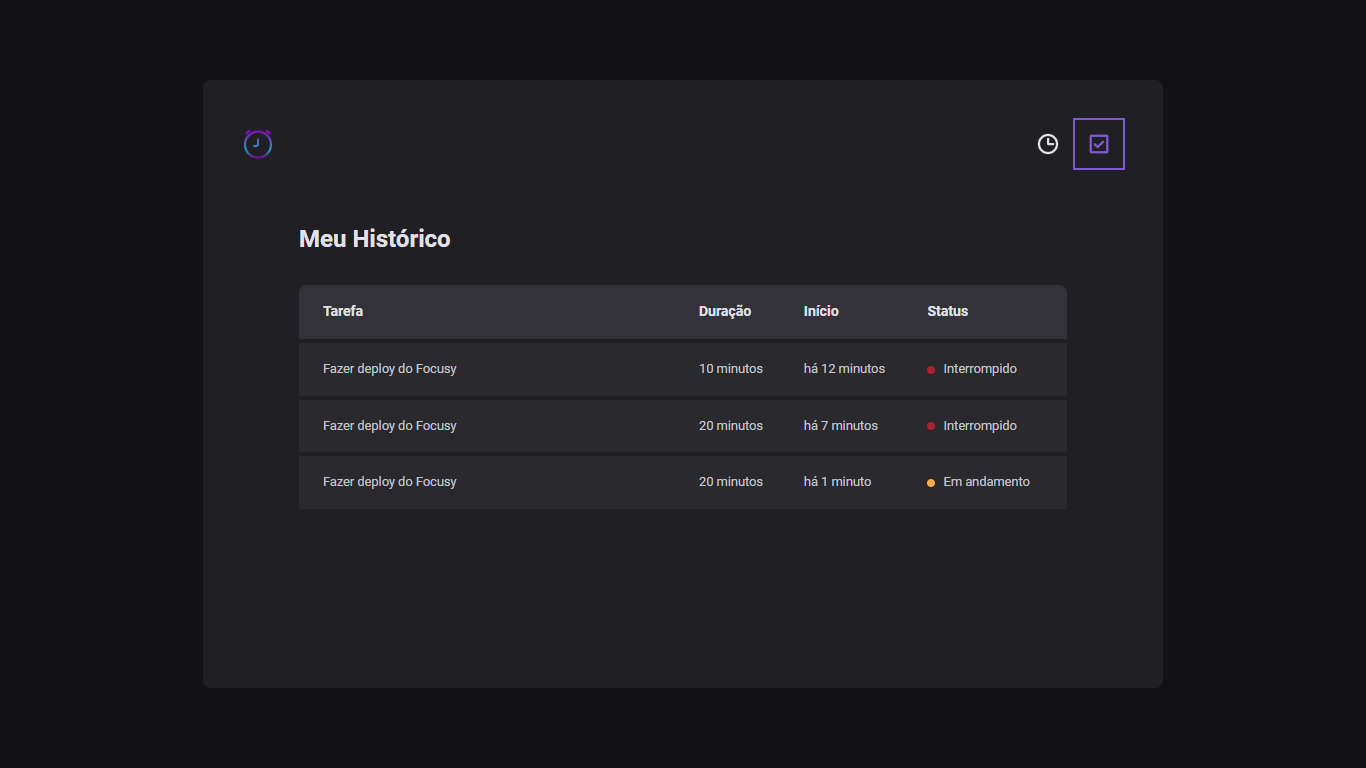 Meu Histórico
Tarefa Duração Início Status
Fazer deploy do Focusy 10 minutos há 12 minutos Interrompido
Fazer deploy do Focusy 20 minutos há 7 minutos Interrompido
Fazer deploy do Focusy 20 minutos há 1 minuto Em andamento